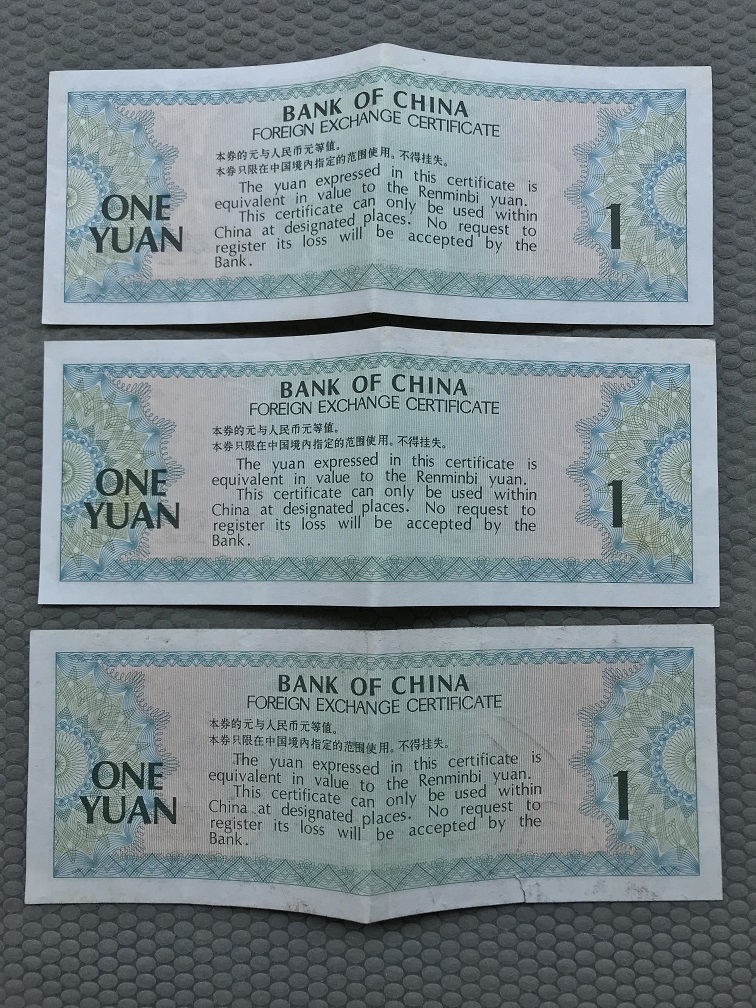 BANK OF CHINA
FOREIGN EXCHANGE CERTIFICATE
本券的元与人民币元等值。
本券只限在中国境内指定的范围使用。不得挂失。
The yuan expressed in this certificate is
equivalent in value to the Renminbi yuan.
This certificate can only be used within
China at designated places. No request to
register its loss will be accepted by the
Bank.
ONE
YUAN
1
BANK OF CHINA
FOREIGN EXCHANGE CERTIFICATE
本券的元与人民币元等值。
本券只限在中国境内指定的范围使用。不得挂失。
The yuan expressed in this certificate is
equivalent in value to the Renminbi yuan.
This certificate can only be used within
China at designated places. No request to
register its loss will be accepted by the
Bank.
ONE
YUAN
1
BANK OF CHINA
FOREIGN EXCHANGE CERTIFICATE
本券的元与人民币元等值。
本券只限在中国境内指定的范围使用。不得挂失。
The yuan expressed in this certificate is
equivalent in value to the Renminbi yuan.
This certificate can only be used within
China at designated places. No request to
register its loss will be accepted by the
Bank.
ONE
YUAN
1